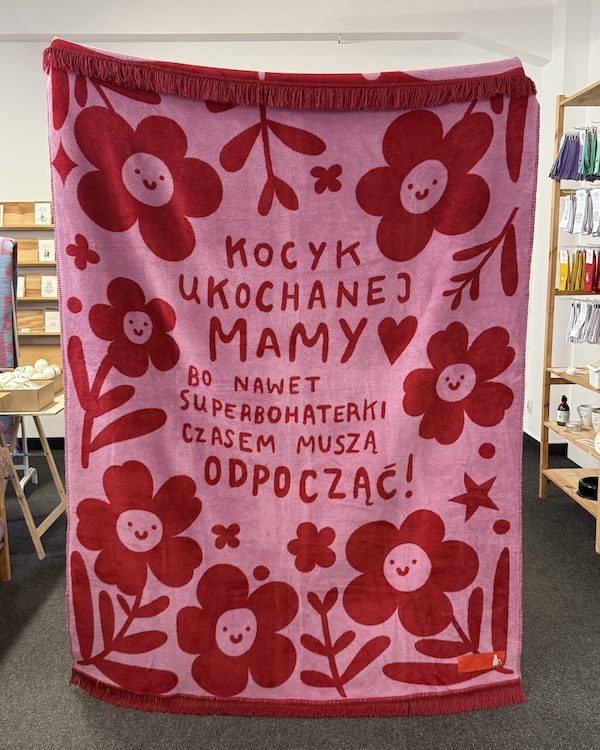 KOCYK
UKOCHANEJ
MAMY
BO NAWET
SUPERBOHATERKI
CZASEM MUSZĄ
ODPOCZĄĆ!